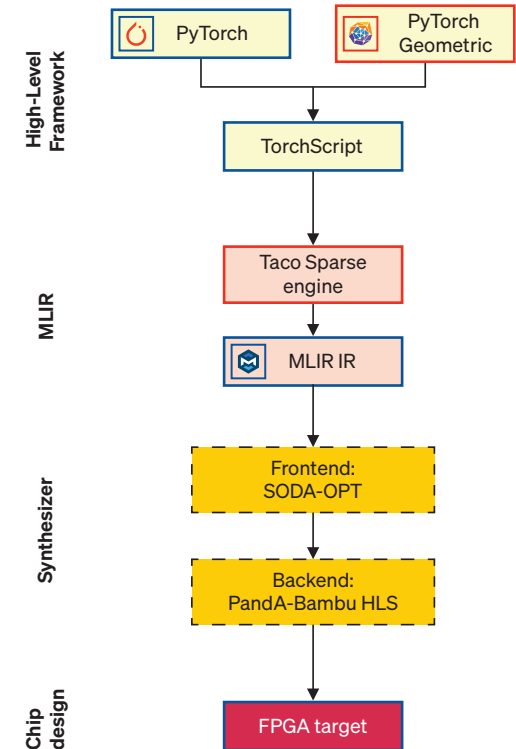 PyTorch
PyTorch
Geometric
High-Level
Framework
TorchScript
Taco Sparse
engine
MLIR
MLIR IR
Frontend:
SODA-OPT
Synthesizer
Backend:
PandA-Bambu HLS
Chip
design
FPGA target